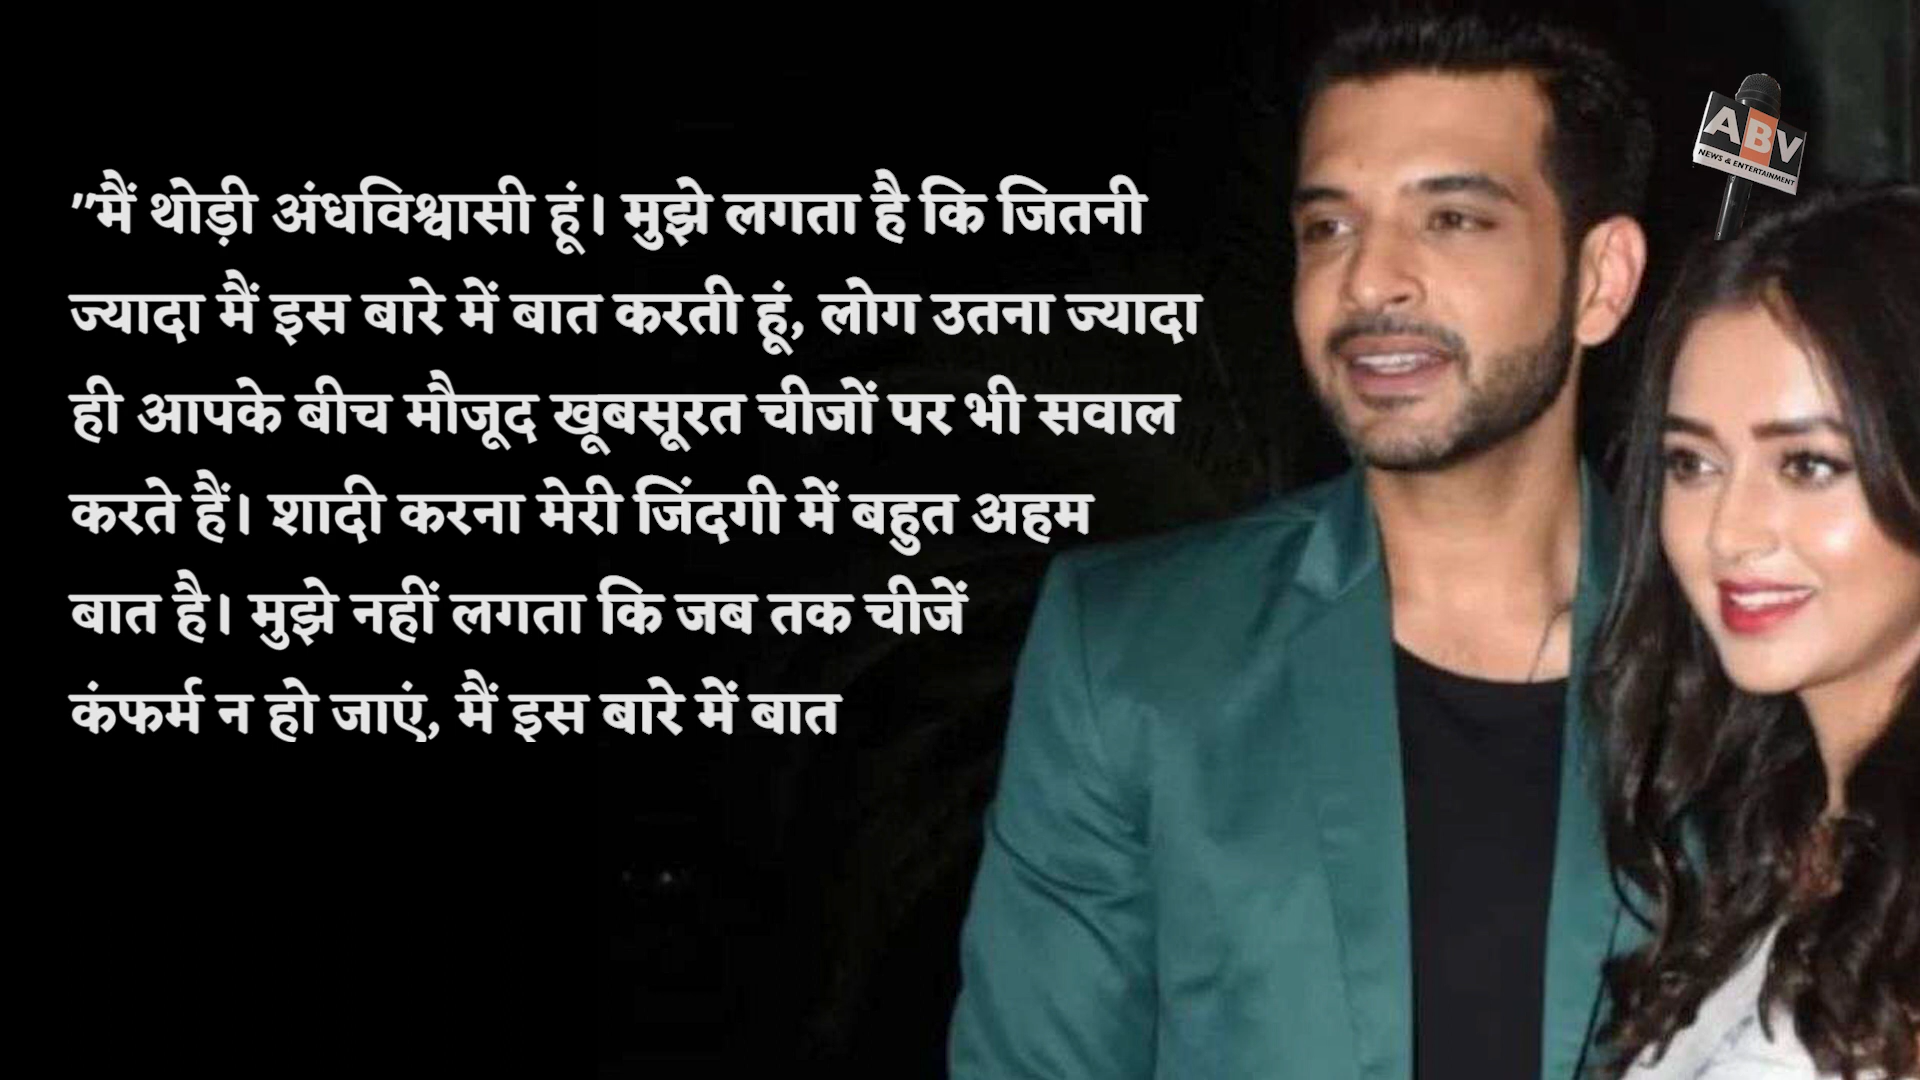 "मैं थोड़ी अंधविश्वासी हूं। मुझे लगता है कि जितनी
ज्यादा मैं इस बारे में बात करती हूं, लोग उतना ज्यादा
ही आपके बीच मौजूद खूबसूरत चीजों पर भी सवाल
करते हैं। शादी करना मेरी जिंदगी में बहुत अहम
बात है। मुझे नहीं लगता कि जब तक चीजें
कंफर्म न हो जाएं, मैं इस बारे में बात
ABV
NEWS & ENTERTAINMENT